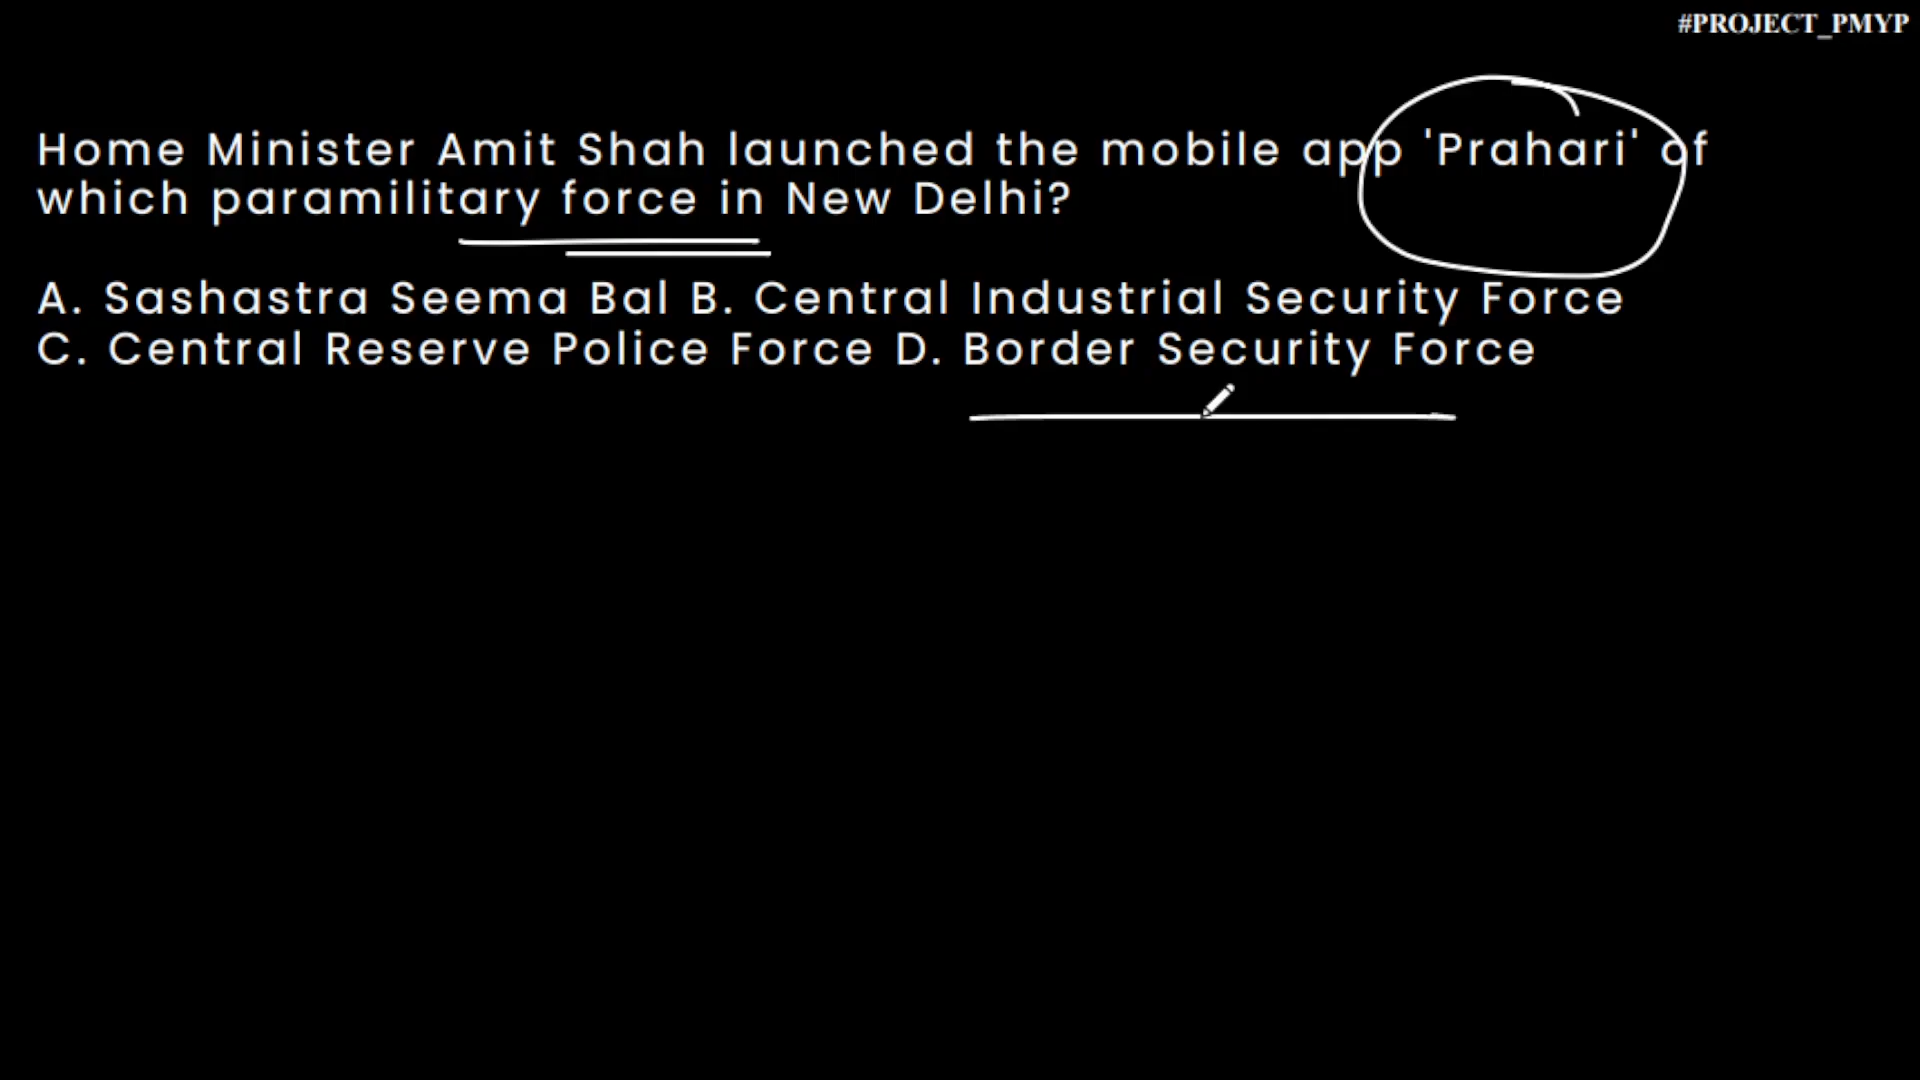 #PROJECT_PMYP
Home Minister Amit Shah launched the mobile app 'Prahari' of
which paramilitary force in New Delhi?
A. Sashastra Seema Bal B. Central Industrial Security Force
C. Central Reserve Police Force D. Border Security Force